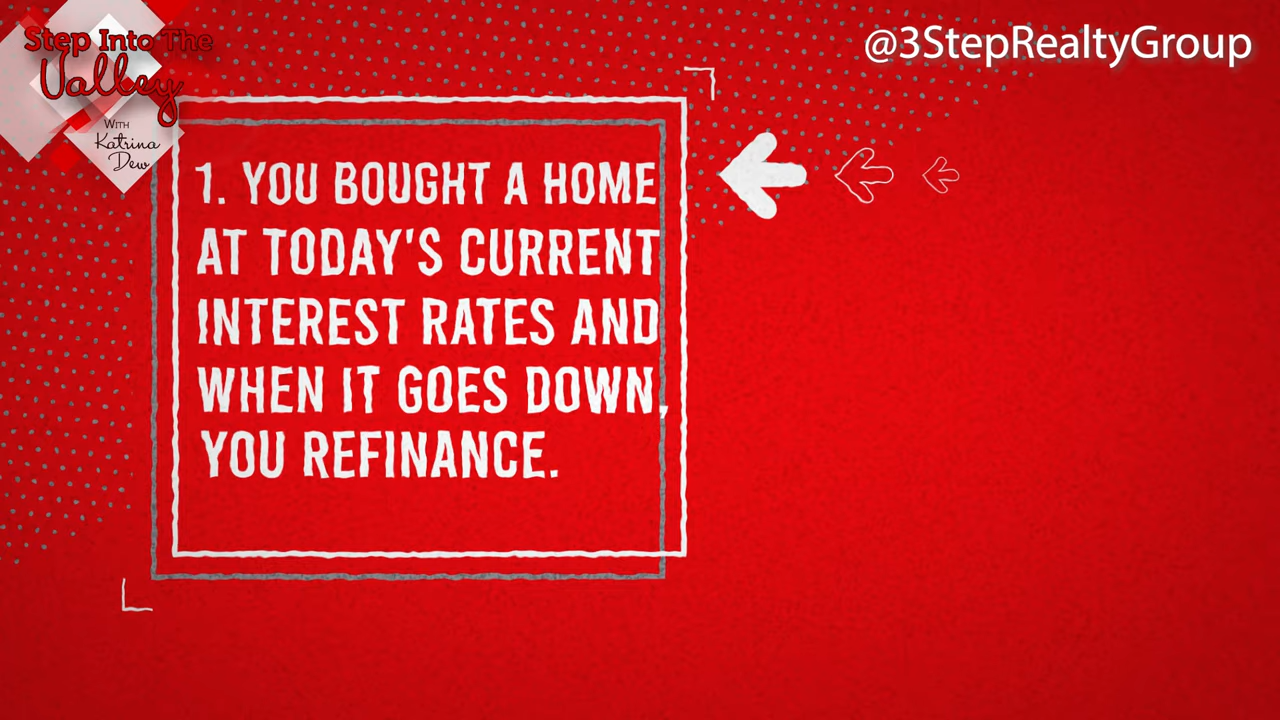 Step Into The
Valley
WITH
Katrina
Dew
@3StepRealtyGroup
1. YOU BOUGHT A HOME
AT TODAY'S CURRENT
INTEREST RATES AND
WHEN IT GOES DOWN,
YOU REFINANCE.